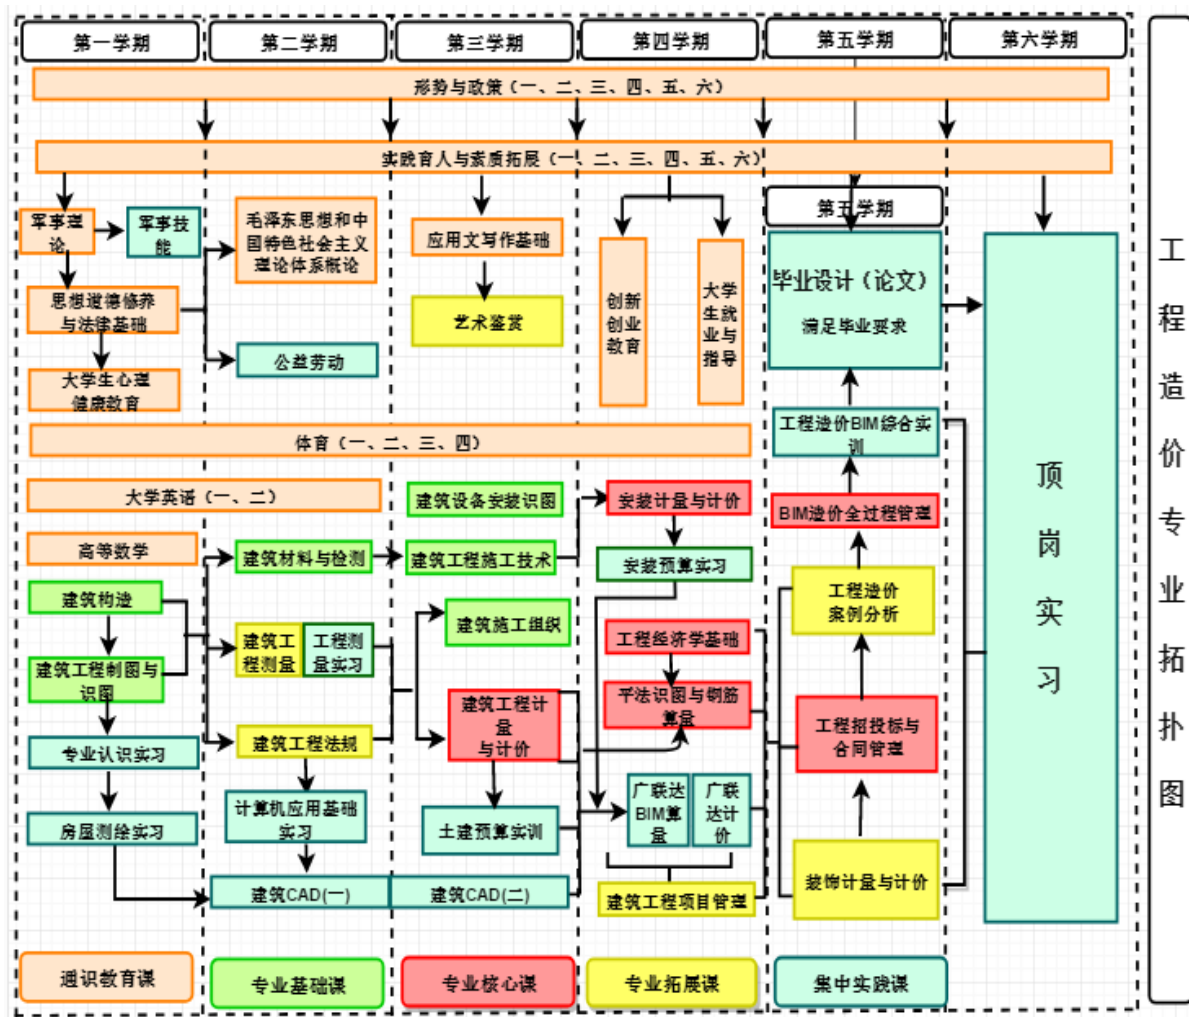 第一学期
第二学期
第三学期
第四学期
第五学期
第六学期
形势与政策（一、二、三、四、五、六）
实践育人与素质拓展（一、二、三、四、五、六）
军事理
论
军事技
能
思想道德修养
与法律基础
大学生心理
健康教育
毛泽东思想和中
国特色社会主义
理论体系概论
公益劳动
应用文写作基础
艺术鉴赏
创新
创业
教育
大学
生就
业与
指导
第五学期
毕业设计（论文）
满足毕业要求
体育（一、二、三、四）
大学英语（一、二）
高等数学
建筑构造
建筑工程制图与
识图
专业认识实习
房屋测绘实习
建筑材料与检测
建筑工
程测量
工程测
量实习
建筑工程法规
计算机应用基础
实习
建筑CAD(一)
建筑设备安装识图
建筑工程施工技术
建筑施工组织
建筑工程计
量
与计价
土建预算实训
建筑CAD(二)
安装计量与计价
安装预算实习
工程经济学基础
平法识图与钢筋
算量
广联达
BIM算
量
广联
达计
价
建筑工程项目管理
工程造价BIM综合实
训
BIM造价全过程管理
工程造价
案例分析
工程招投标与
合同管理
装饰计量与计价
顶岗实习
工程造价专业拓扑图
通识教育课
专业基础课
专业核心课
专业拓展课
集中实践课